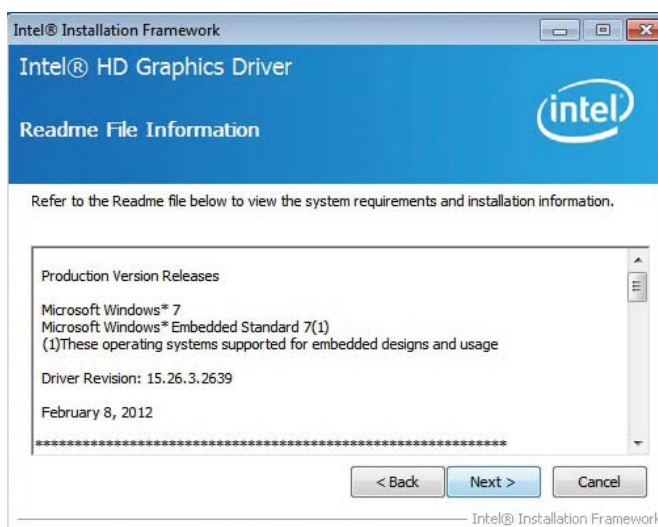 Intel® Installation Framework
Intel® HD Graphics Driver
intel
Readme File Information
Refer to the Readme file below to view the system requirements and installation information.
Production Version Releases
Microsoft Windows* 7
Microsoft Windows* Embedded Standard 7(1)
(1)These operating systems supported for embedded designs and usage
Driver Revision: 15.26.3.2639
February 8, 2012
************************************************************
< Back
Next >
Cancel
Intel® Installation Framework